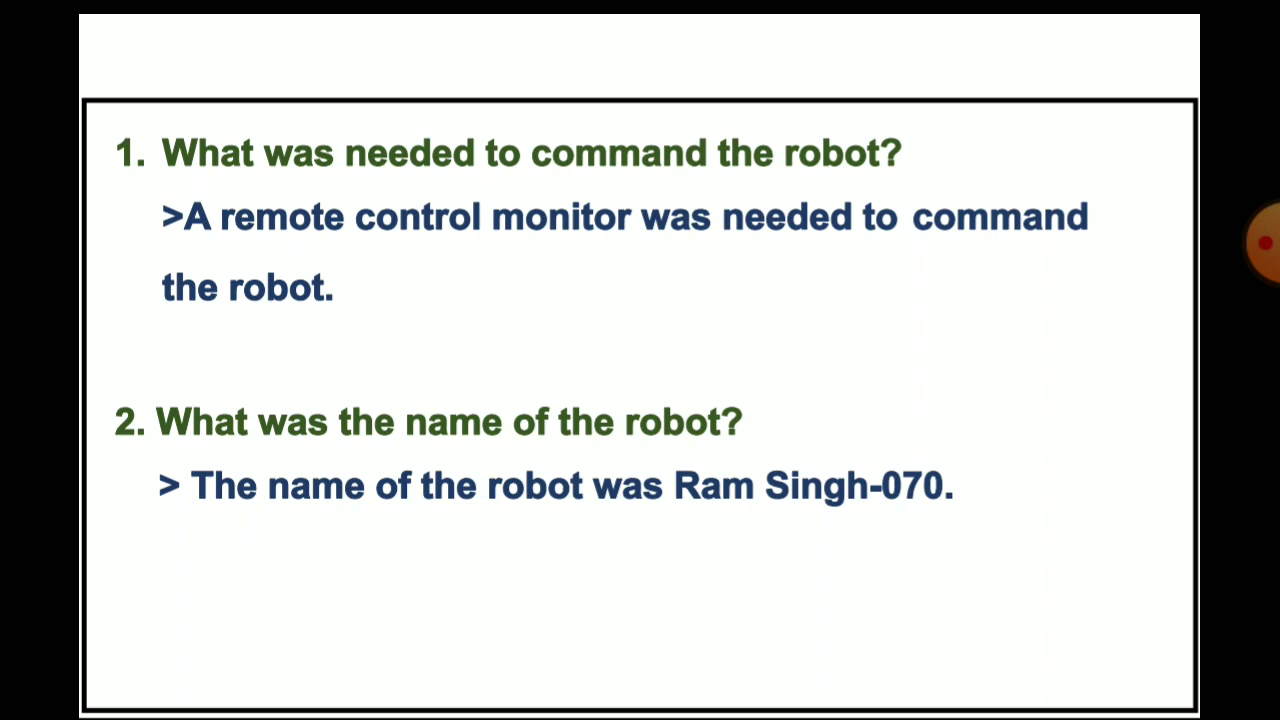 1. What was needed to command the robot?
>A remote control monitor was needed to command
the robot.
2. What was the name of the robot?
> The name of the robot was Ram Singh-070.